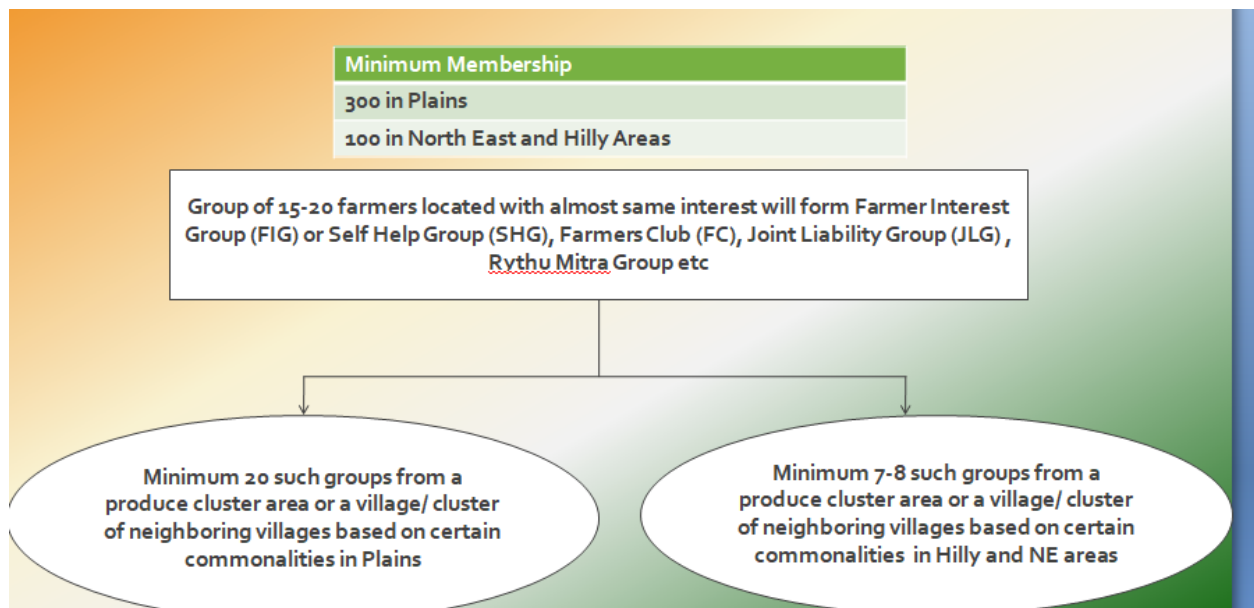 Minimum Membership
300 in Plains
100 in North East and Hilly Areas
Group of 15-20 farmers located with almost same interest will form Farmer Interest
Group (FIG) or Self Help Group (SHG), Farmers Club (FC), Joint Liability Group (JLG) ,
Rythu Mitra Group etc
Minimum 20 such groups from a
produce cluster area or a village/ cluster
of neighboring villages based on certain
commonalities in Plains
Minimum 7-8 such groups from a
produce cluster area or a village/ cluster
of neighboring villages based on certain
commonalities in Hilly and NE areas